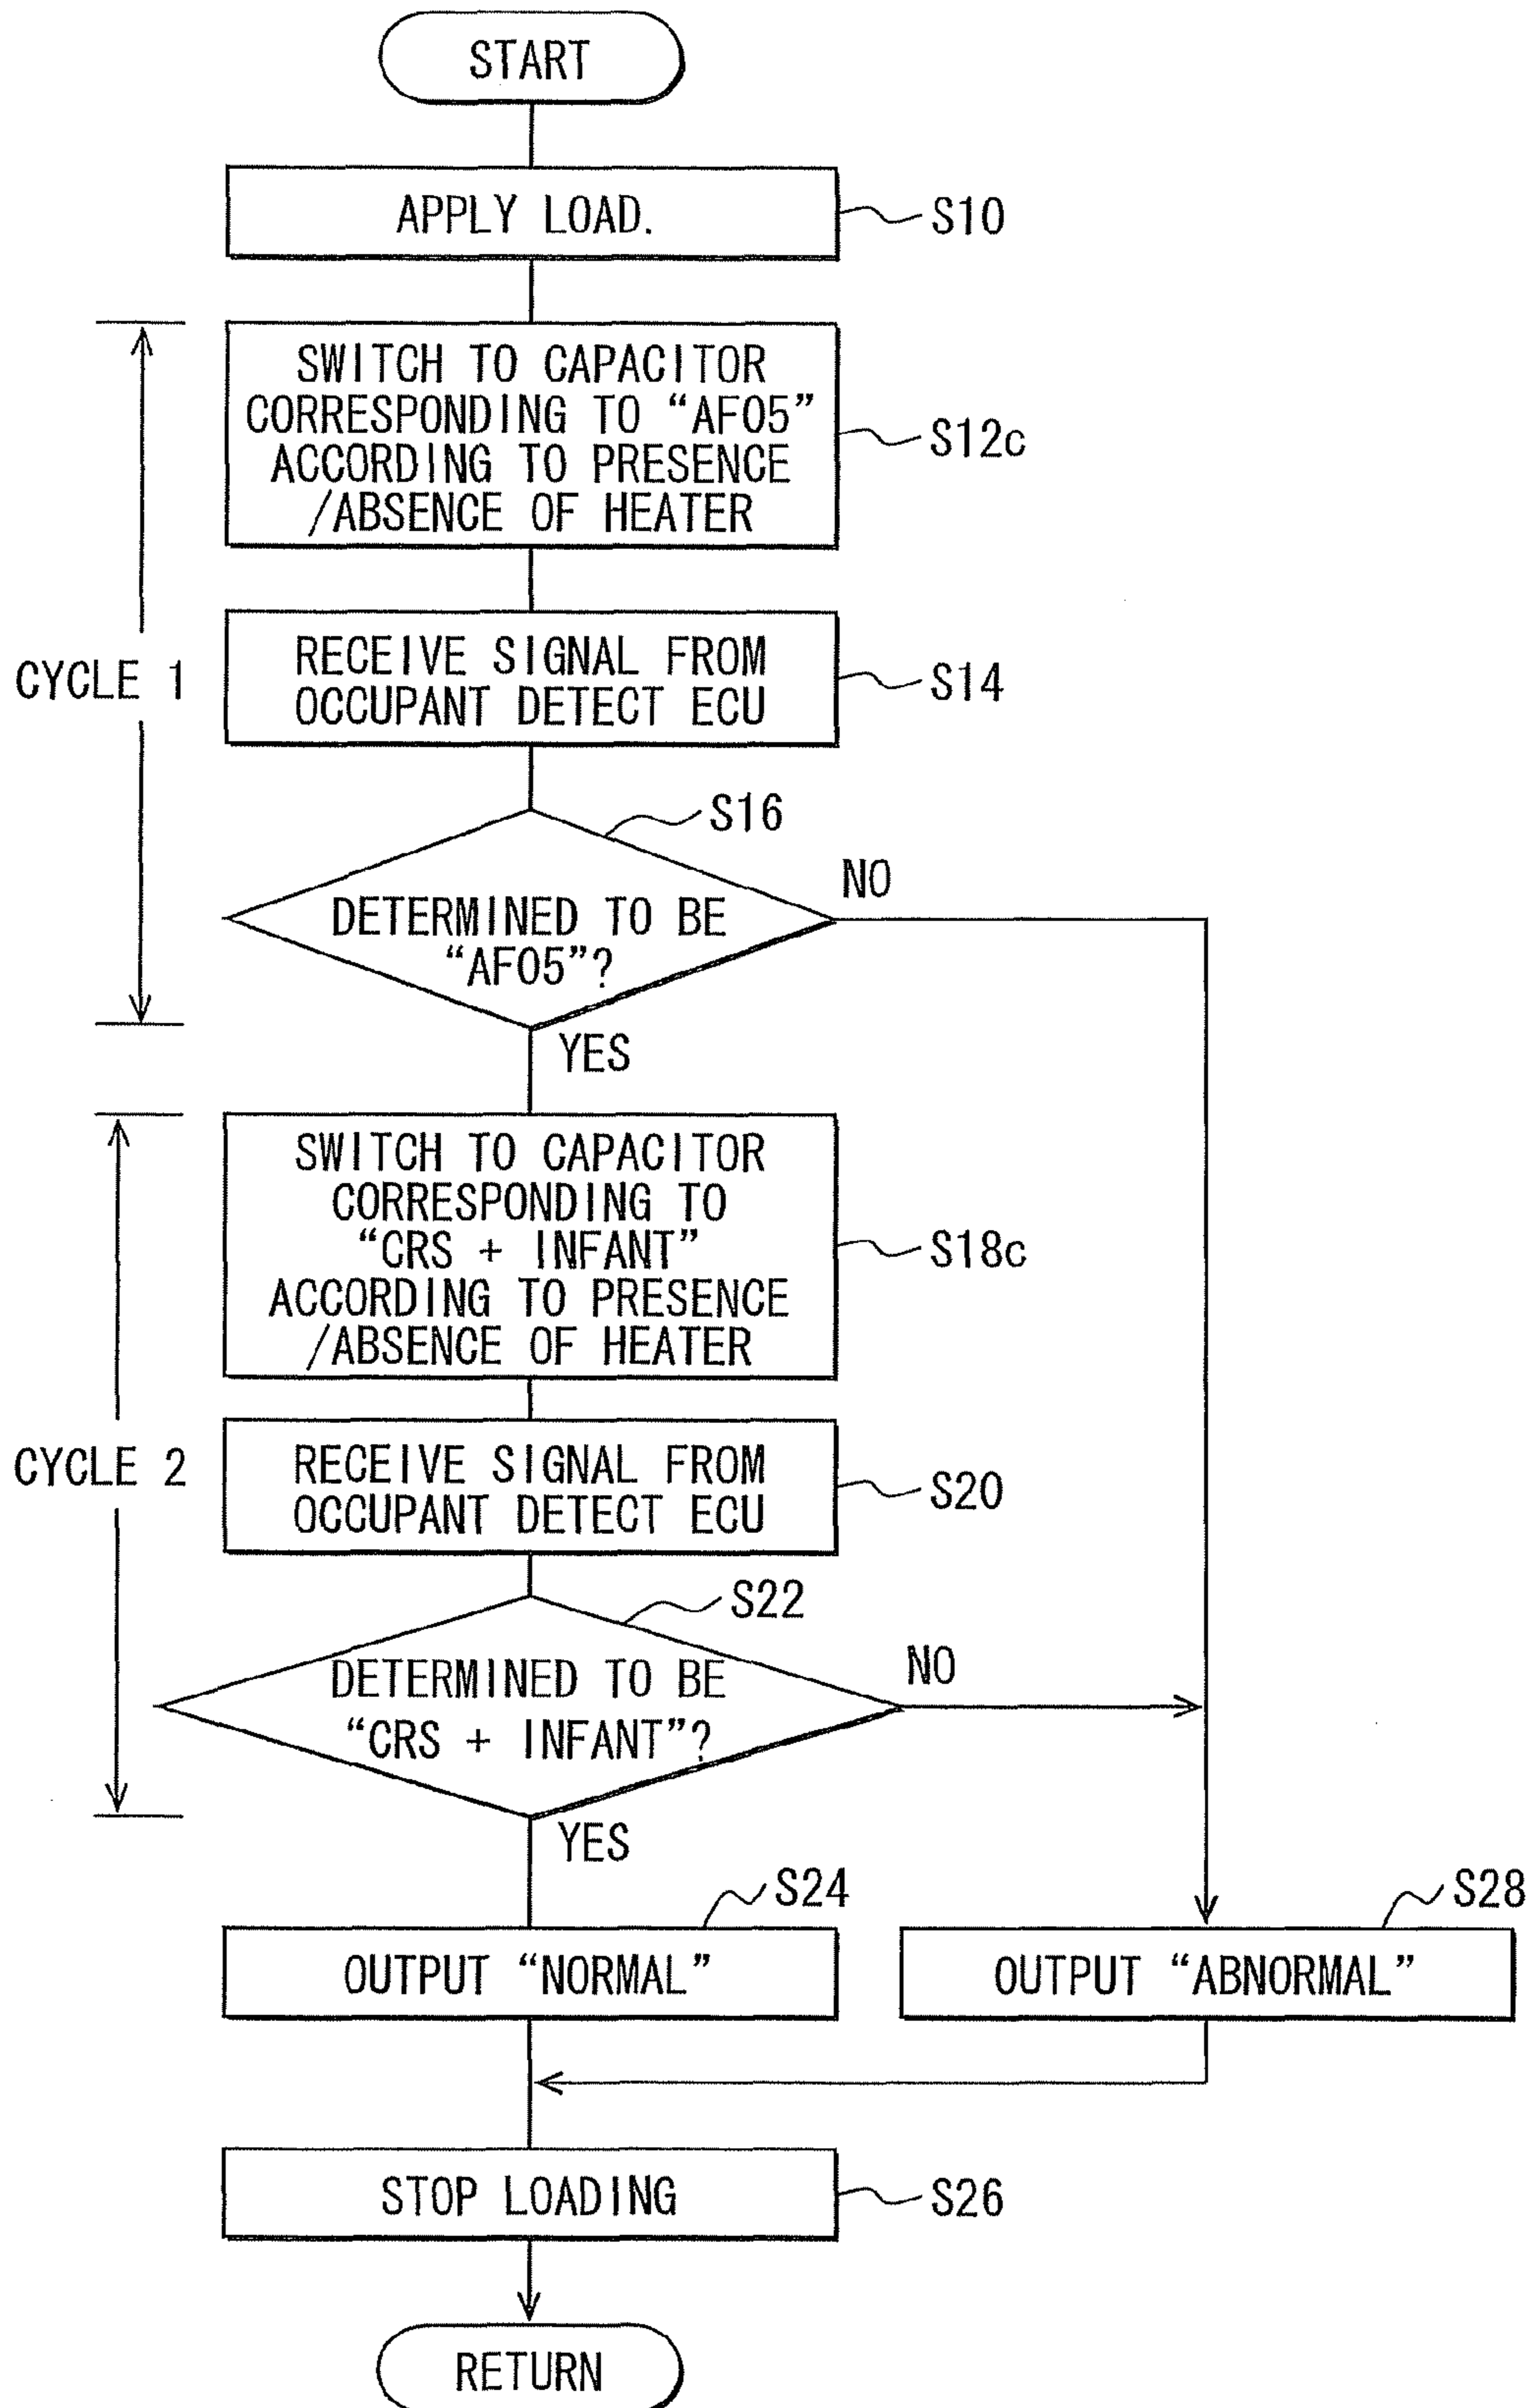 START
APPLY LOAD.
S10
SWITCH TO CAPACITOR
CORRESPONDING TO “AF05”
ACCORDING TO PRESENCE
/ABSENCE OF HEATER
S12c
CYCLE 1
RECEIVE SIGNAL FROM
OCCUPANT DETECT ECU
S14
S16
DETERMINED TO BE
“AF05”?
NO
YES
SWITCH TO CAPACITOR
CORRESPONDING TO
“CRS + INFANT”
ACCORDING TO PRESENCE
/ABSENCE OF HEATER
S18c
CYCLE 2
RECEIVE SIGNAL FROM
OCCUPANT DETECT ECU
S20
S22
DETERMINED TO BE
“CRS + INFANT”?
NO
YES
S24
OUTPUT “NORMAL”
S28
OUTPUT “ABNORMAL”
STOP LOADING
S26
RETURN